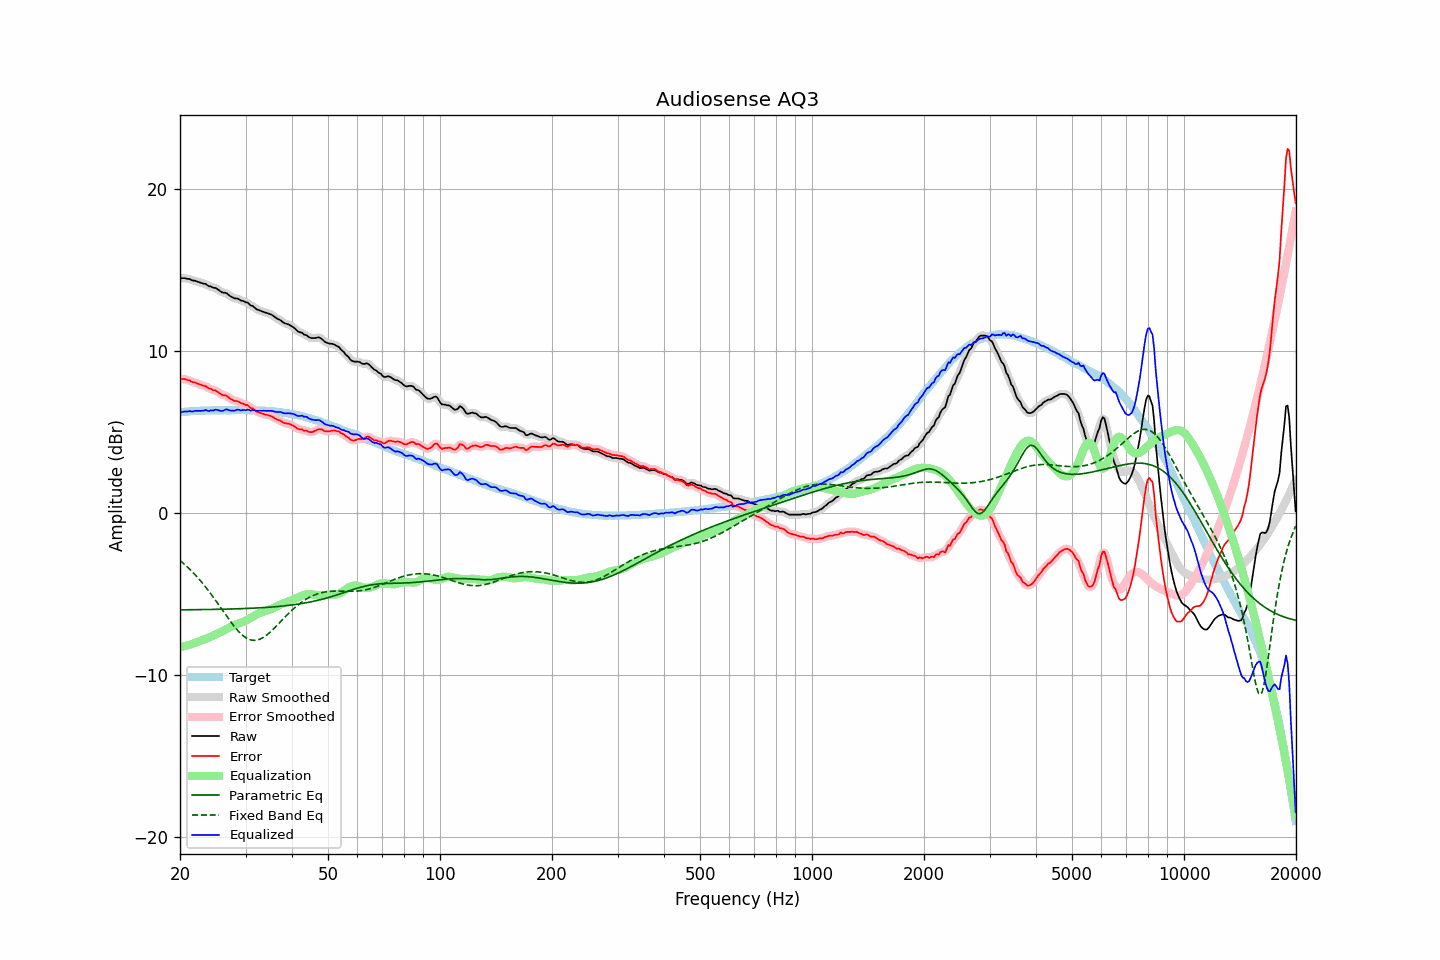 Audiosense AQ3
Amplitude (dBr)
20
10
0
−10
−20
Target
Raw Smoothed
Error Smoothed
Raw
Error
Equalization
Parametric Eq
Fixed Band Eq
Equalized
20 50 100 200 500 1000 2000 5000 10000 20000
Frequency (Hz)